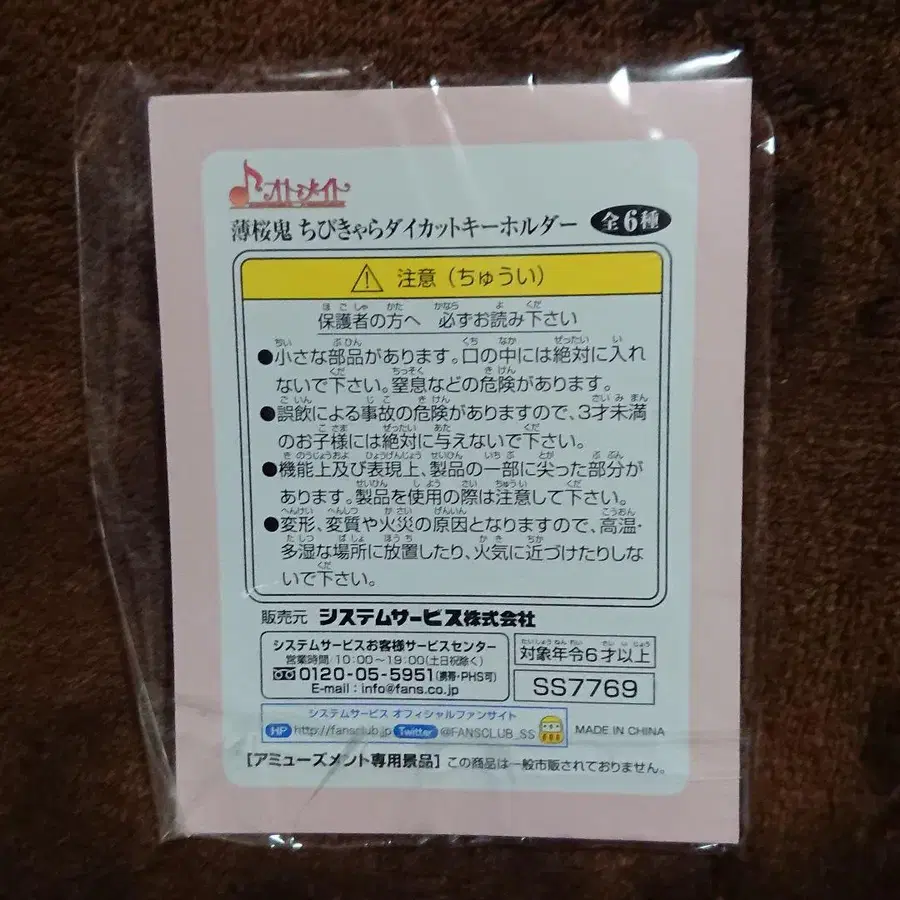 オトメイト
薄桜鬼 ちびきゃらダイカットキーホルダー 全6種
注意（ちゅうい）
保護者の方へ 必ずお読み下さい
●小さな部品があります。口の中には絶対に入れ
ないで下さい。窒息などの危険があります。
●誤飲による事故の危険がありますので、3才未満
のお子様には絶対に与えないで下さい。
●機能上及び表現上、製品の一部に尖った部分が
あります。製品を使用の際は注意して下さい。
●変形、変質や火災の原因となりますので、高温・
多湿な場所に放置したり、火気に近づけたりしな
いで下さい。
販売元 システムサービス株式会社
システムサービスお客様サービスセンター
営業時間/10:00～19:00(土日祝除く)
0120-05-5951(携帯・PHS可)
E-mail：info@fans.co.jp
たいしょうねんれい さいいじょう
対象年令6才以上
SS7769
システムサービス オフィシャルファンサイト
HP http://fansclub.jp Twitter @FANSCLUB_SS
MADE IN CHINA
[アミューズメント専用景品] この商品は一般市販されておりません。